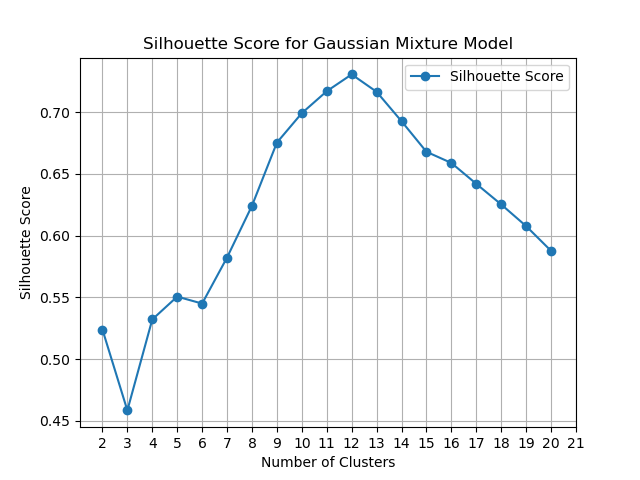 Silhouette Score for Gaussian Mixture Model
Silhouette Score
0.70
0.65
0.60
0.55
0.50
0.45
Silhouette Score
2 3 4 5 6 7 8 9 10 11 12 13 14 15 16 17 18 19 20 21
Number of Clusters